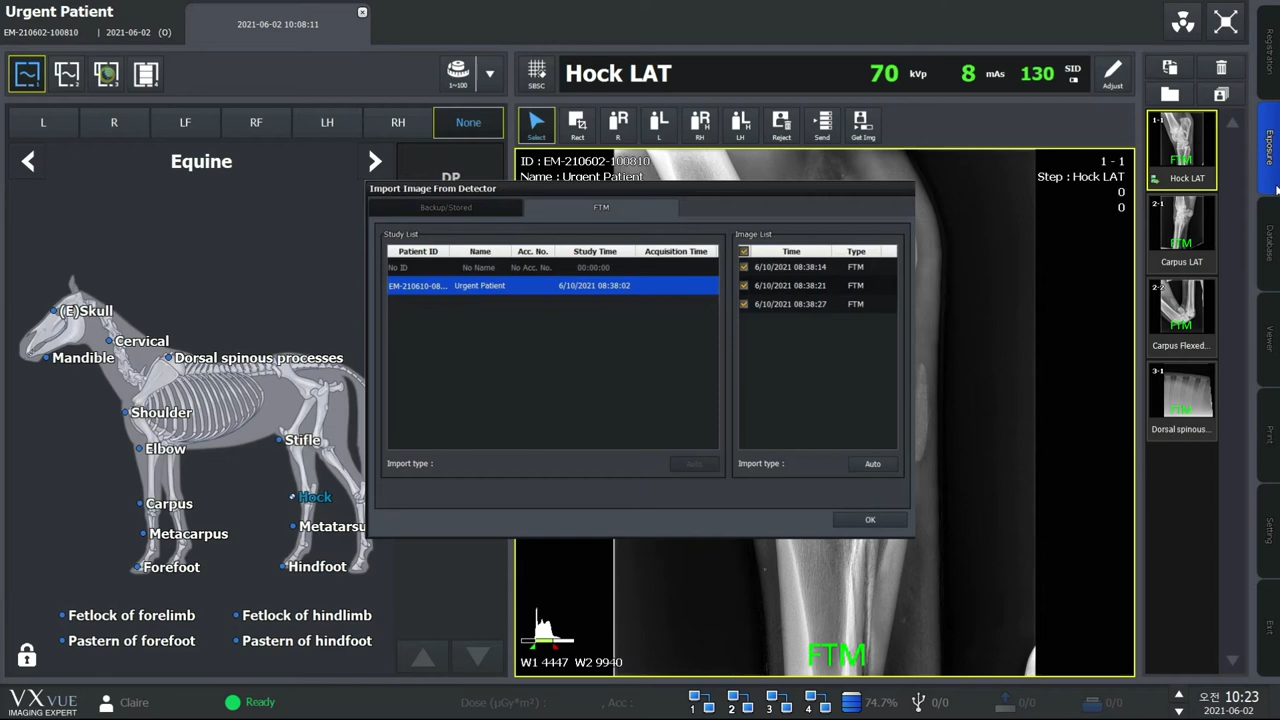 Urgent Patient
EM-210602-100810 | 2021-06-02 (O)
2021-06-02 10:08:11
1~100
SBSC
Hock LAT
70 kVp 8 mAs 130 SID
Adjust
Registration
Exposure
Database
Viewer
Print
Setting
Exit
L R LF RF LH RH None
Equine
DP
Select Rect R L RH LH Reject Send Get Img
R L RH LH
ID : EM-210602-100810
Name : Urgent Patient
1 - 1
Step : Hock LAT
0
0
Import Image From Detector
Backup/Stored FTM
Study List
Patient ID Name Acc. No. Study Time Acquisition Time
No ID No Name No Acc. No. 00:00:00
EM-210610-08... Urgent Patient 6/10/2021 08:38:02
Import type : Auto
Image List
Time Type
6/10/2021 08:38:14 FTM
6/10/2021 08:38:21 FTM
6/10/2021 08:38:27 FTM
Import type : Auto
OK
(E)Skull
Cervical
Mandible
Dorsal spinous processes
Shoulder
Stifle
Elbow
Hock
Carpus
Metatarsu
Metacarpus
Forefoot
Hindfoot
Fetlock of forelimb
Fetlock of hindlimb
Pastern of forefoot
Pastern of hindfoot
W1 4447 W2 9940
FTM
1-1
FTM
Hock LAT
2-1
FTM
Carpus LAT
2-2
FTM
Carpus Flexed...
3-1
FTM
Dorsal spinous...
VXVUE
IMAGING EXPERT
Claire
Ready
Dose (μGy*m²) : , Acc :
1 2 3 4 74.7% 0/0 0/0 0/0
오전 10:23
2021-06-02